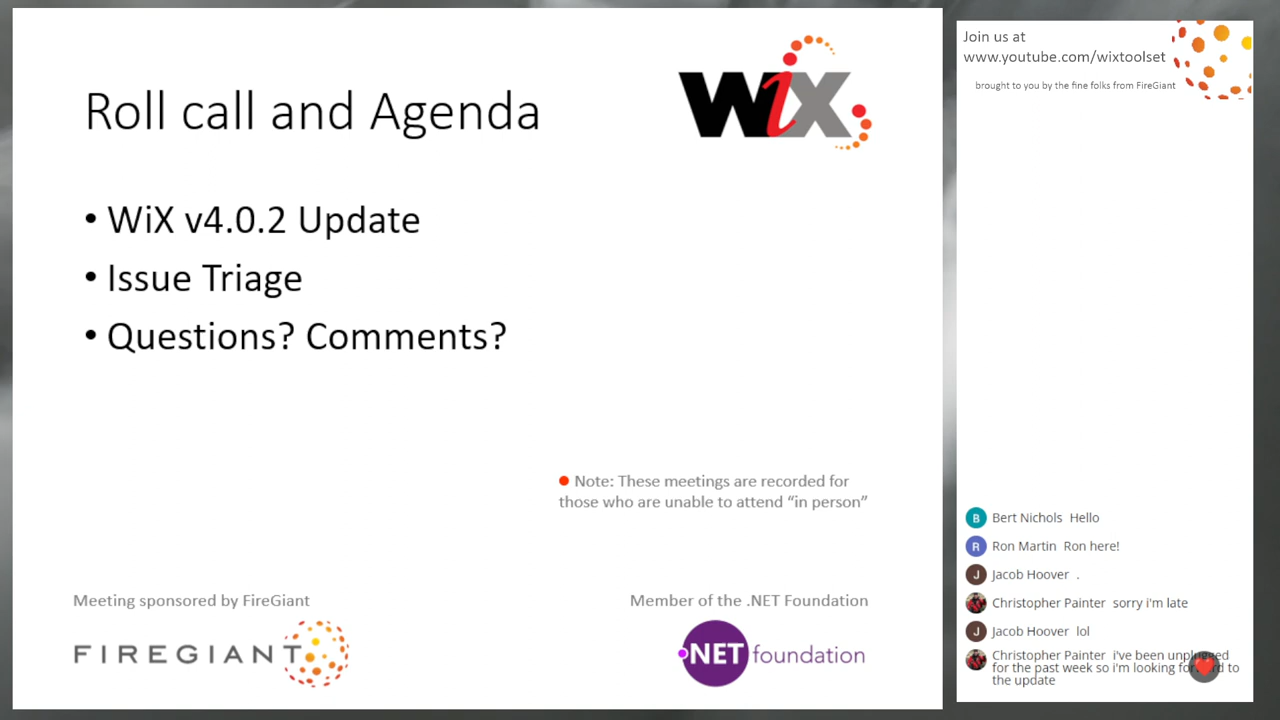 Roll call and Agenda
WiX
• WiX v4.0.2 Update
• Issue Triage
• Questions? Comments?
Note: These meetings are recorded for
those who are unable to attend “in person”
Meeting sponsored by FireGiant
FIREGIANT
Member of the .NET Foundation
.NET foundation
Join us at
www.youtube.com/wixtoolset
brought to you by the fine folks from FireGiant
B Bert Nichols Hello
R Ron Martin Ron here!
J Jacob Hoover .
Christopher Painter sorry i'm late
J Jacob Hoover lol
Christopher Painter i've been unplugged
for the past week so i'm looking forward to
the update